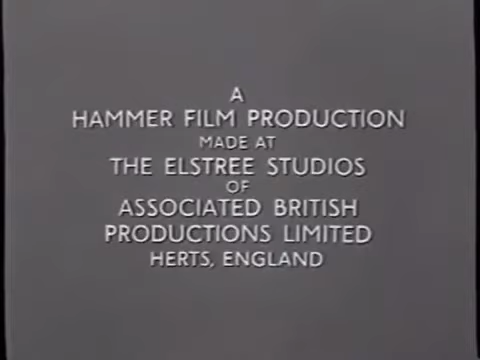 A
HAMMER FILM PRODUCTION
MADE AT
THE ELSTREE STUDIOS
OF
ASSOCIATED BRITISH
PRODUCTIONS LIMITED
HERTS, ENGLAND